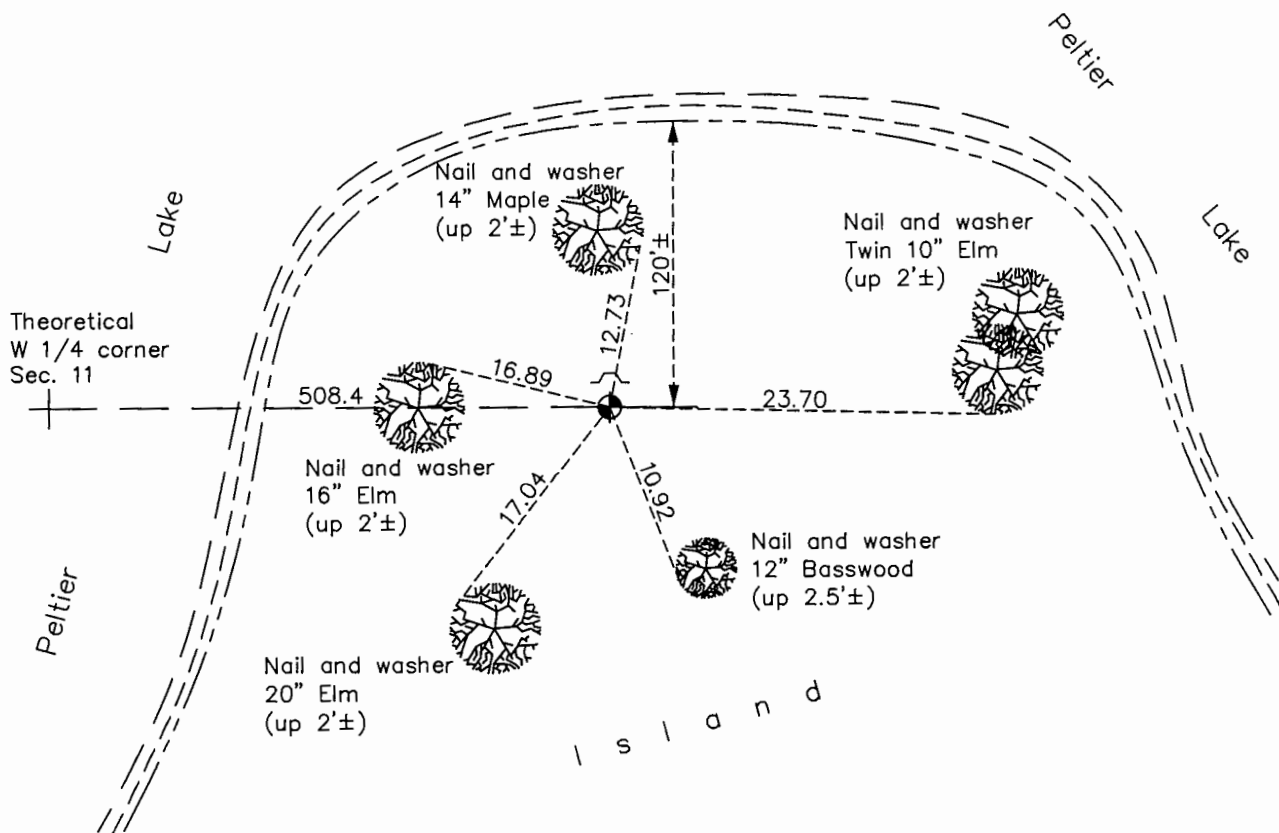 Peltier
Lake
Nail and washer
14" Maple
(up 2'±)
Nail and washer
Twin 10" Elm
(up 2'±)
Lake
120'±
12.73
Theoretical
W 1/4 corner
Sec. 11
16.89
508.4
23.70
Nail and washer
16" Elm
(up 2'±)
17.04
10.92
Nail and washer
12" Basswood
(up 2.5'±)
Peltier
Nail and washer
20" Elm
(up 2'±)
Island